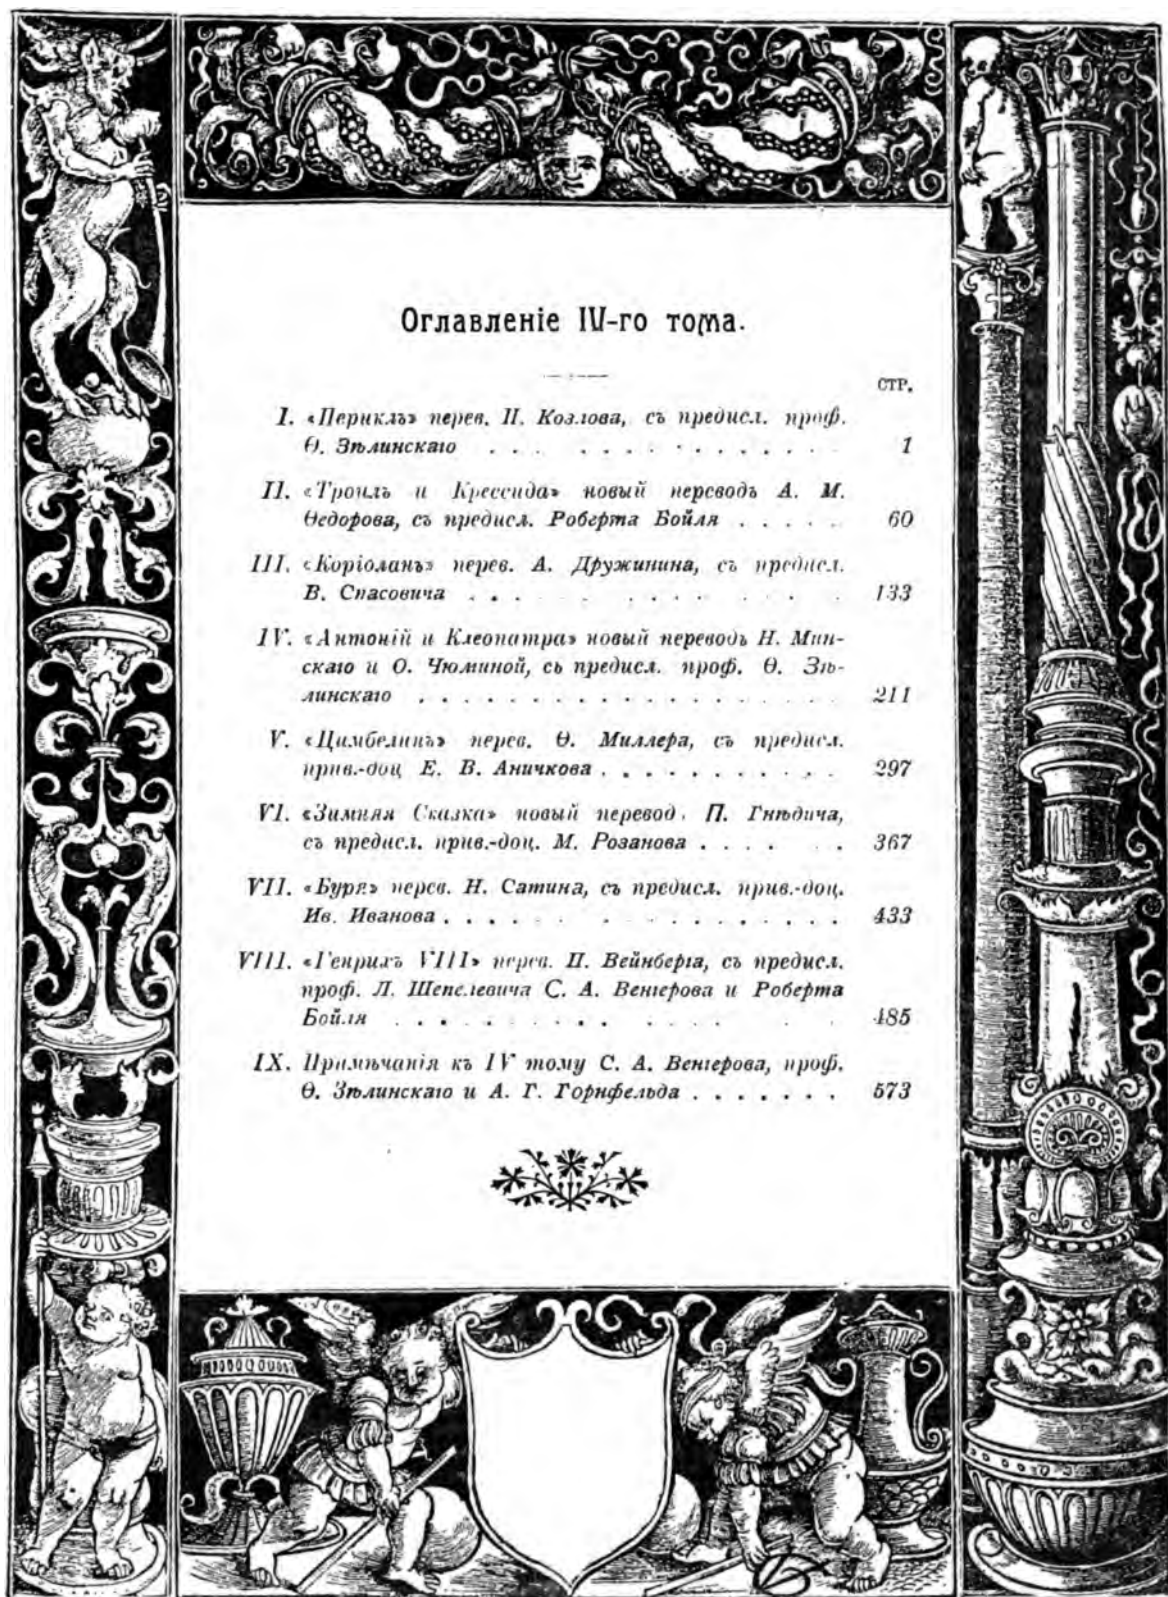 Оглавленіе IV-го тома.
СТР.
I. «Периклъ» перев. П. Козлова, съ предисл. проф.
Ѳ. Зѣлинскаго . . . . . . . . . . . . . . 1
II. «Троилъ и Крессида» новый переводъ А. М.
Ѳедорова, съ предисл. Роберта Бойля . . . . . 60
III. «Коріоланъ» перев. А. Дружинина, съ предисл.
В. Спасовича . . . . . . . . . . 133
IV. «Антоній и Клеопатра» новый переводъ Н. Мин-
скаго и О. Чюминой, съ предисл. проф. Ѳ. Зѣ-
линскаго . . . . . . . . . . . . . . . . . . 211
V. «Цимбелинъ» перев. Ѳ. Миллера, съ предисл.
прив.-доц Е. В. Аничкова . . . . . . . . . . . 297
VI. «Зимняя Сказка» новый перевод. П. Гнѣдича,
съ предисл. прив.-доц. М. Розанова . . . . . . 367
VII. «Буря» перев. Н. Сатина, съ предисл. прив.-доц.
Ив. Иванова . . . . . . . . . . . . . . . . 433
VIII. «Генрихъ VIII» перев. П. Вейнберга, съ предисл.
проф. Л. Шепелевича С. А. Венгерова и Роберта
Бойля . . . . . . . . . . . . . . 485
IX. Примѣчанія къ IV тому С. А. Венгерова, проф.
Ѳ. Зѣлинскаго и А. Г. Горнфельда . . . . . . . 573